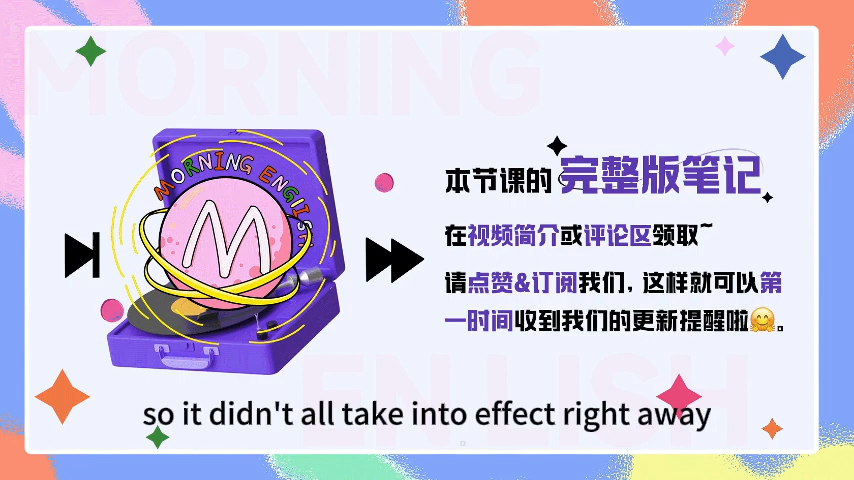 MORNING
MORNING ENGLISH
M
本节课的 完整版笔记
在视频简介或评论区领取~
请点赞&订阅我们，这样就可以第
一时间收到我们的更新提醒啦🤗。
so it didn't all take into effect right away